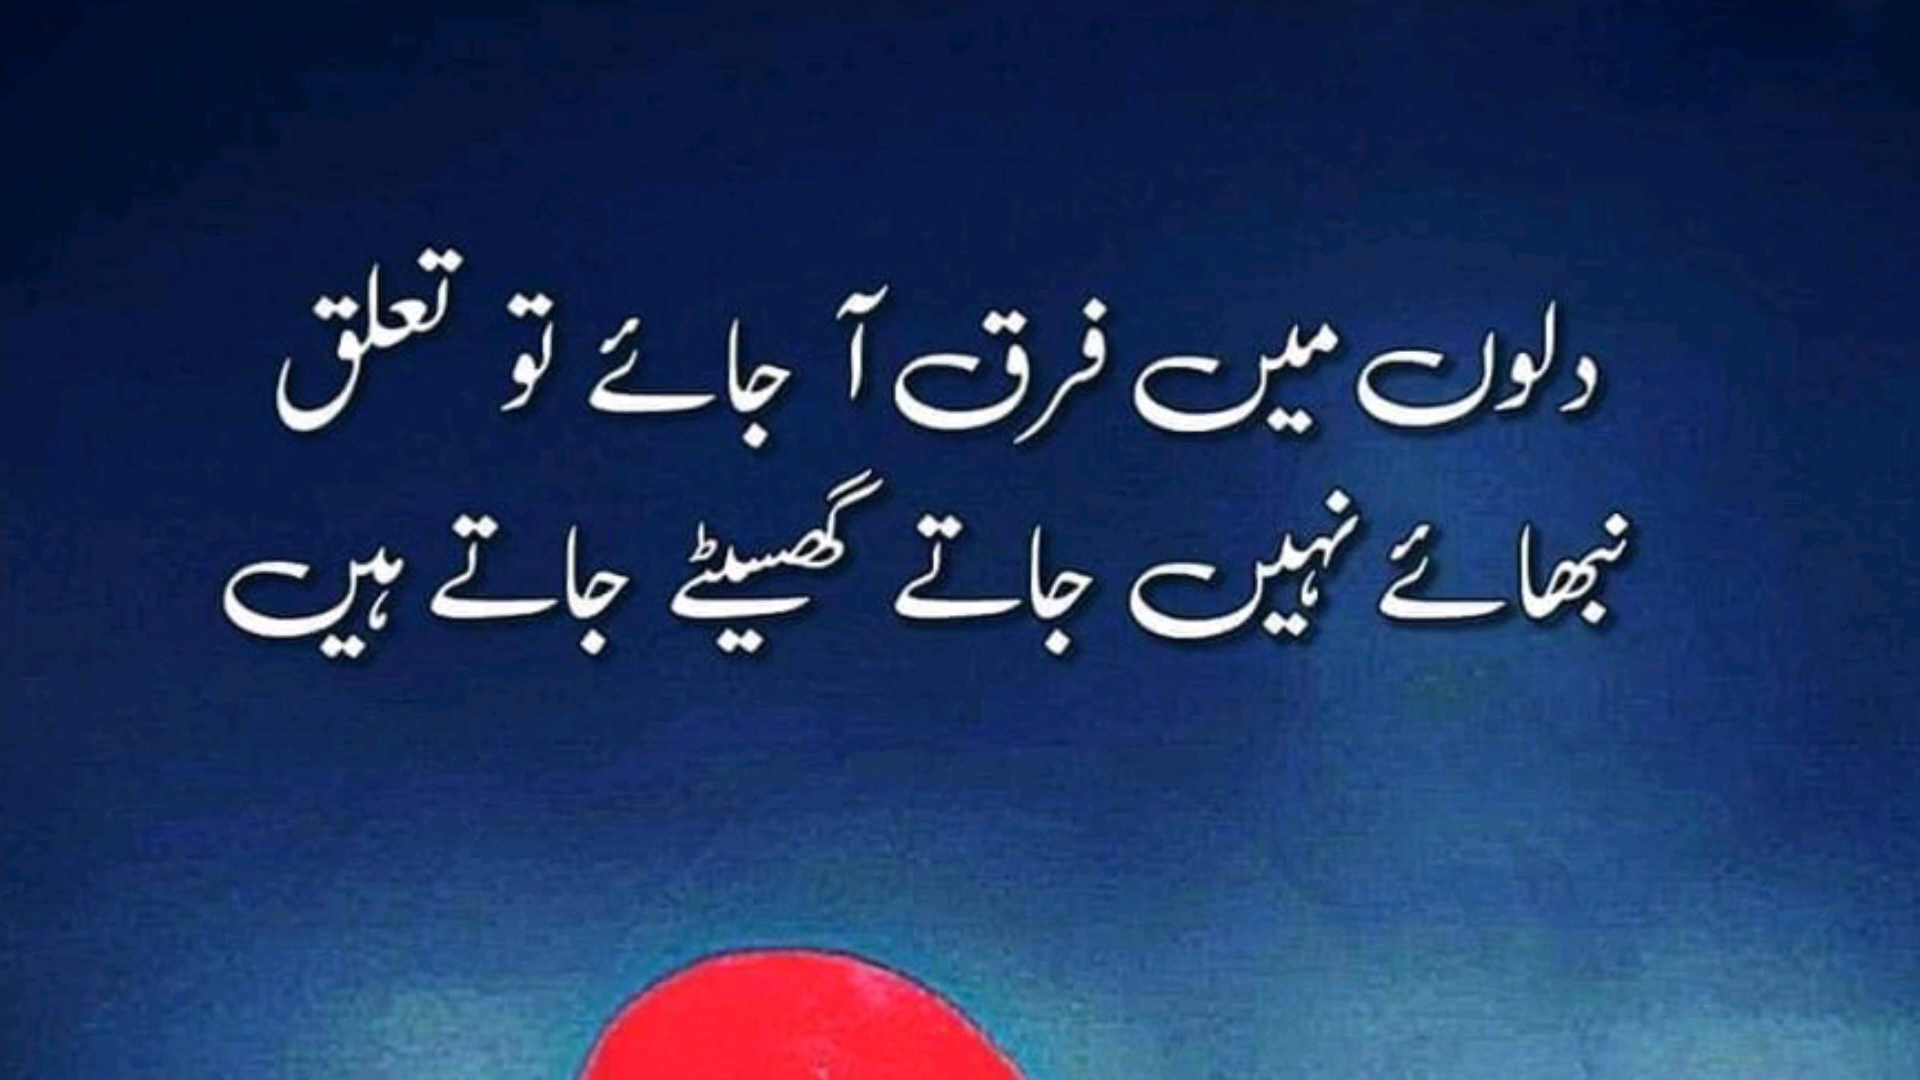 دلوں میں فرق آ جائے تو تعلق
نبھائے نہیں جاتے گھسیٹے جاتے ہیں